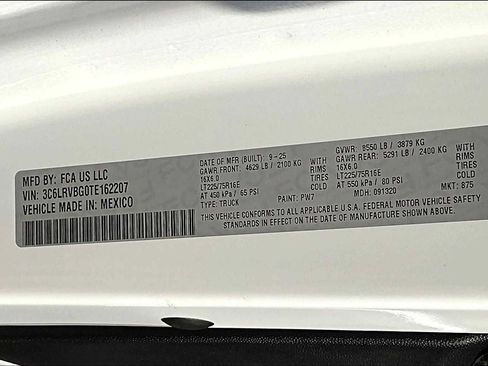 MFD BY: FCA US LLC
VIN: 3C6LRVBG0TE162207
VEHICLE MADE IN: MEXICO
DATE OF MFR (BUILT): 9-25
GAWR FRONT: 4629 LB / 2100 KG WITH
16X6.0 RIMS
LT225/75R16E TIRES
AT 450 kPa / 65 PSI
TYPE: TRUCK PAINT: PW7
GVWR: 8550 LB / 3879 KG
GAWR REAR: 5291 LB / 2400 KG WITH
16X6.0 RIMS
LT225/75R16E TIRES
AT 550 kPa / 80 PSI
MDH: 091320 MKT: 875
THIS VEHICLE CONFORMS TO ALL APPLICABLE U.S.A. FEDERAL MOTOR VEHICLE SAFETY
STANDARDS IN EFFECT ON THE DATE OF MANUFACTURE SHOWN ABOVE.